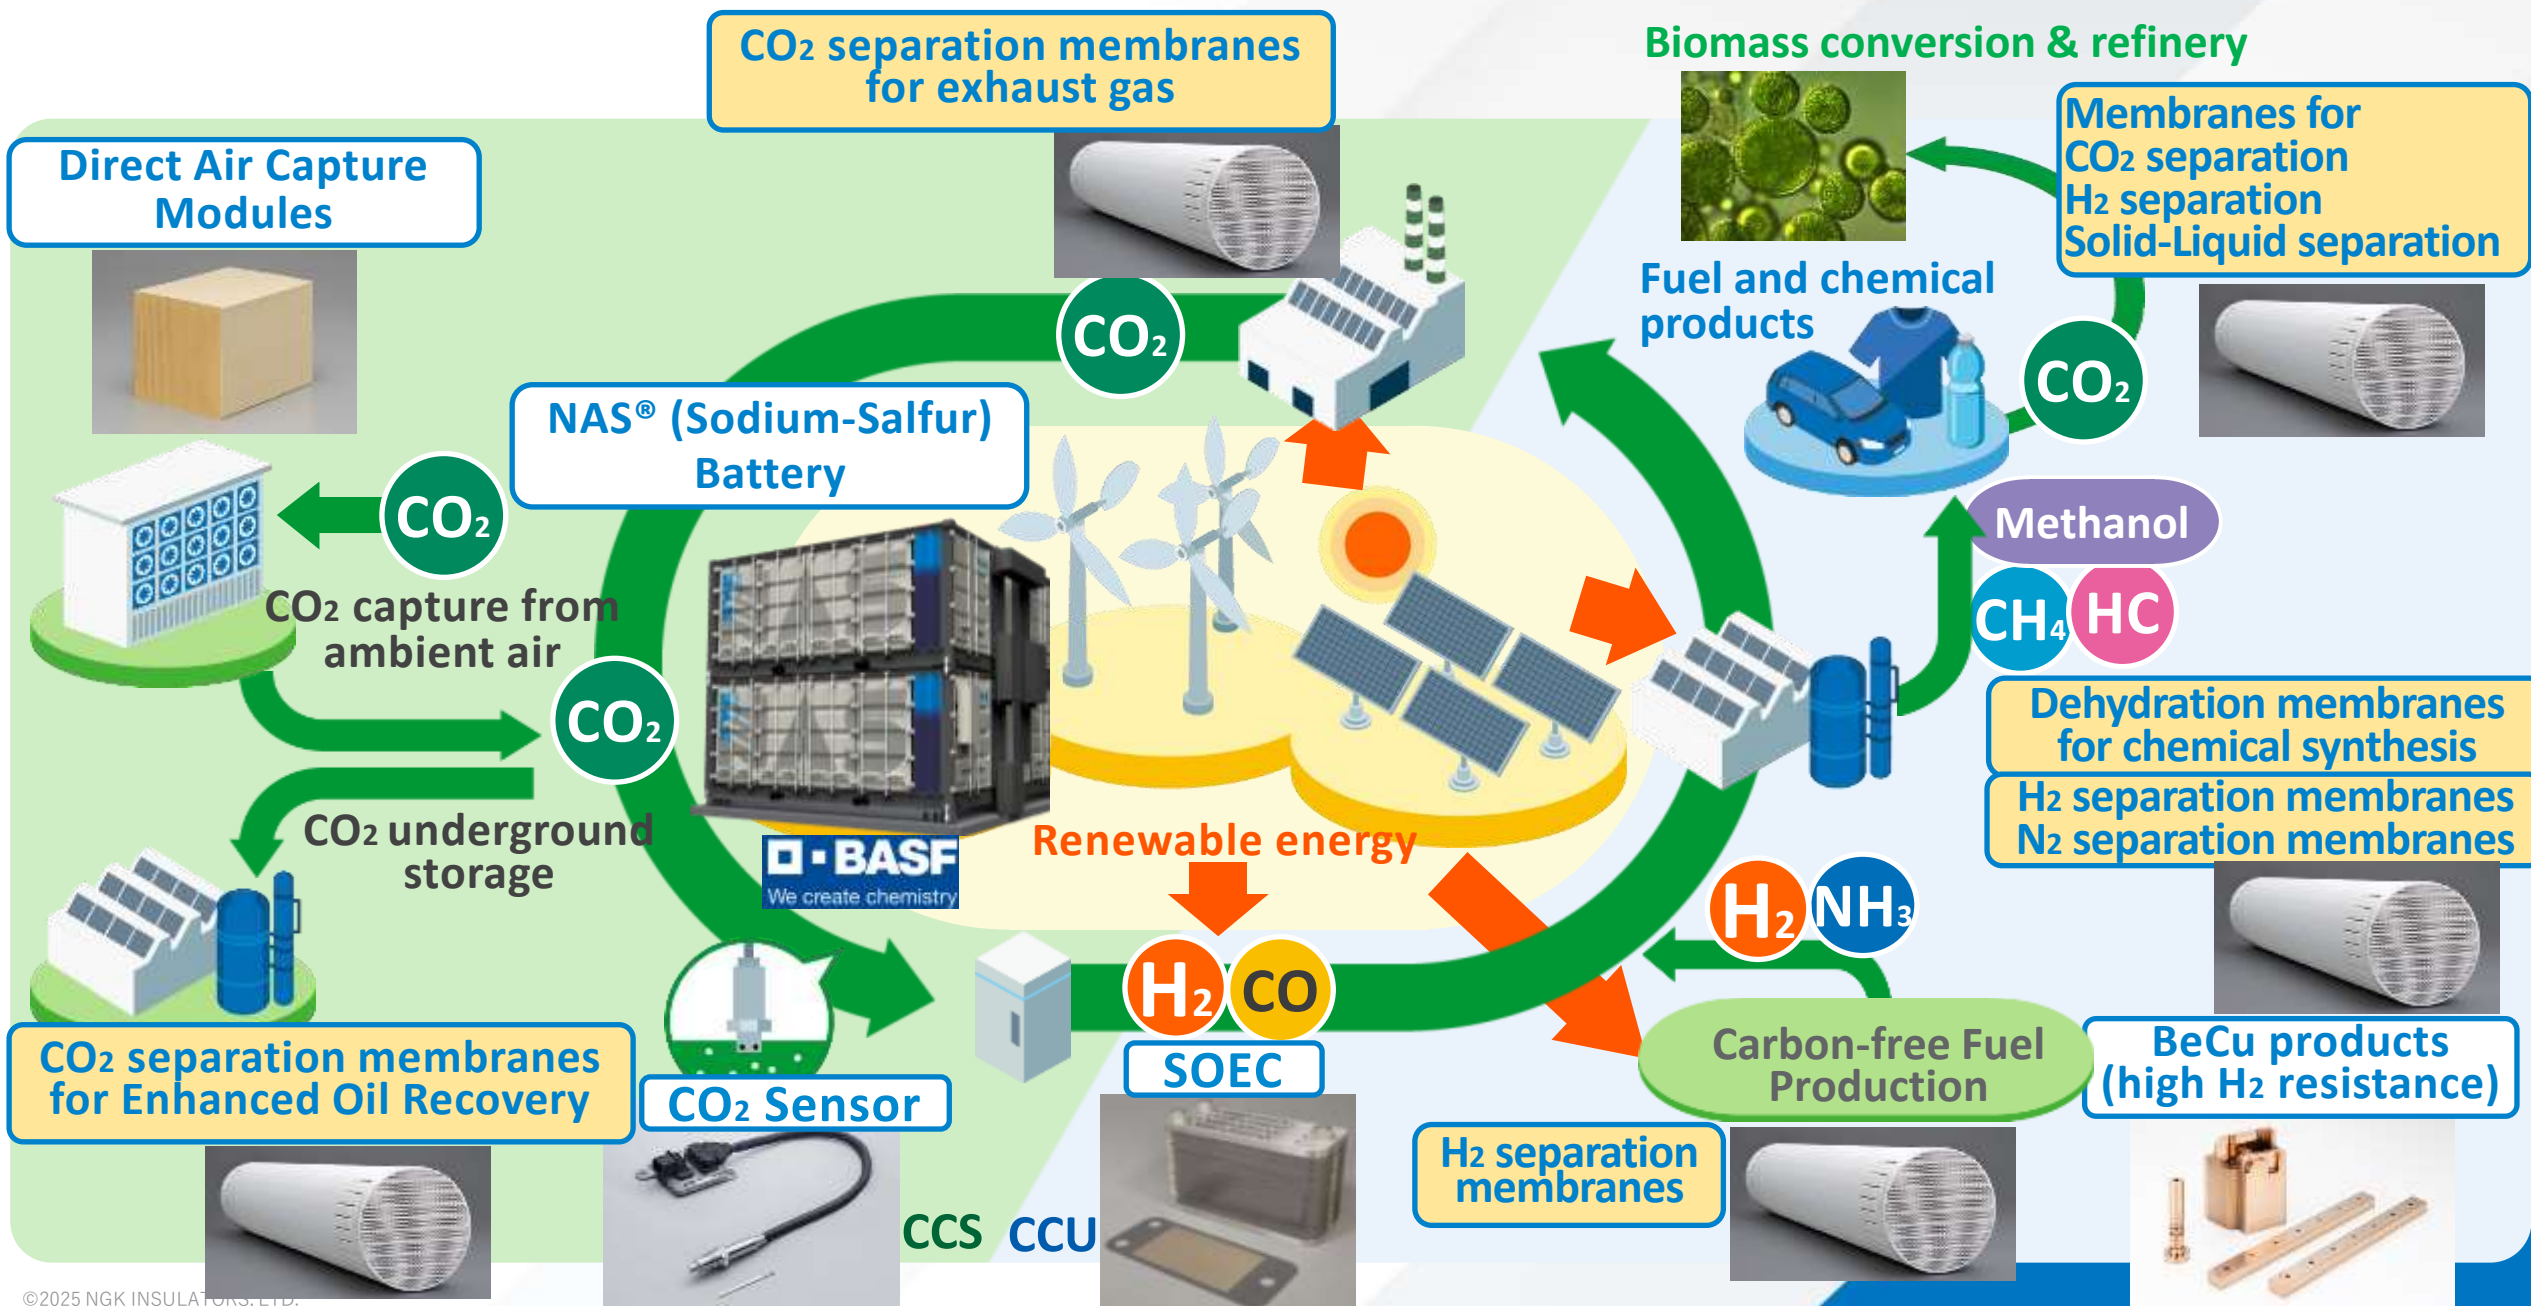 CO2 separation membranes
for exhaust gas
Biomass conversion & refinery
Membranes for
CO2 separation
H2 separation
Solid-Liquid separation
Direct Air Capture
Modules
Fuel and chemical
products
CO2
CO2
NAS® (Sodium-Salfur)
Battery
CO2
Methanol
CH4
HC
CO2 capture from
ambient air
CO2
Dehydration membranes
for chemical synthesis
H2 separation membranes
N2 separation membranes
CO2 underground
storage
Renewable energy
BASF
We create chemistry
H2
NH3
H2
CO
SOEC
Carbon-free Fuel
Production
BeCu products
(high H2 resistance)
CO2 separation membranes
for Enhanced Oil Recovery
CO2 Sensor
H2 separation
membranes
CCS
CCU
©2025 NGK INSULATORS, LTD.